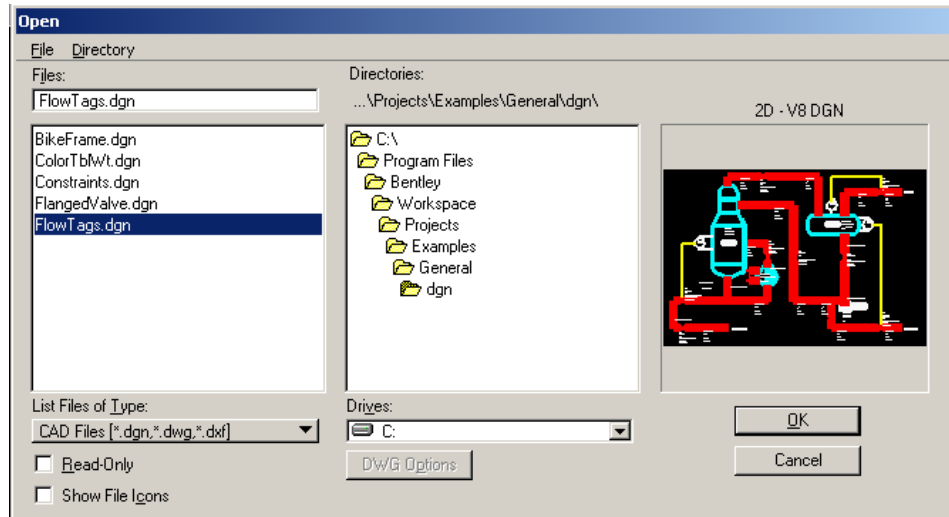 Open
File Directory
Files:
FlowTags.dgn
BikeFrame.dgn
ColorTblWt.dgn
Constraints.dgn
FlangedValve.dgn
FlowTags.dgn
List Files of Type:
CAD Files [*.dgn,*.dwg,*.dxf]
Read-Only
Show File Icons
Directories:
...\Projects\Examples\General\dgn\
C:\
Program Files
Bentley
Workspace
Projects
Examples
General
dgn
Drives:
C:
DWG Options
2D - V8 DGN
OK
Cancel